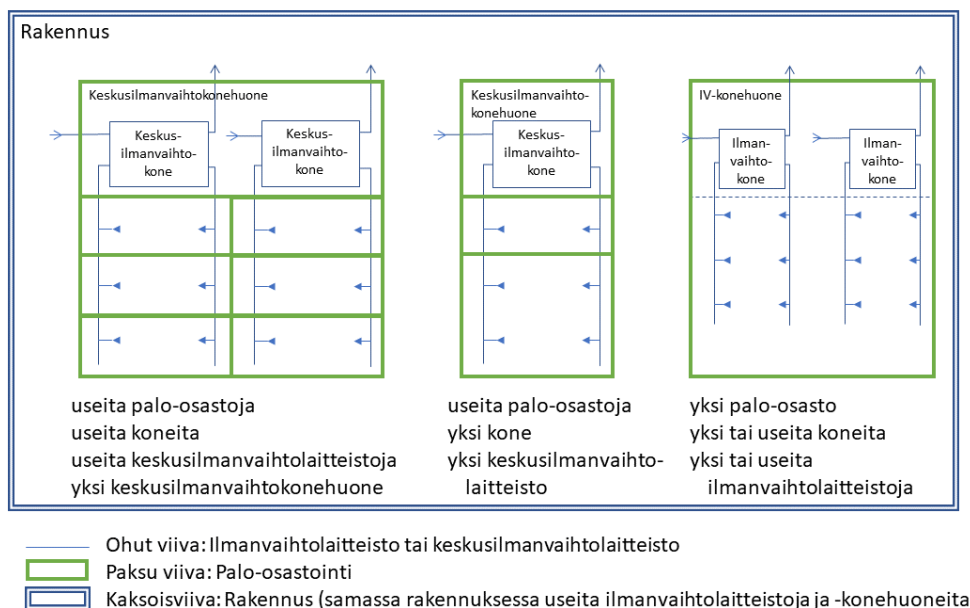 Rakennus
Keskusilmanvaihtokonehuone
Keskus-
ilmanvaihto-
kone
Keskus-
ilmanvaihto-
kone
Keskusilmanvaihto-
konehuone
Keskus-
ilmanvaihto-
kone
IV-konehuone
Ilman-
vaihto-
kone
Ilman-
vaihto-
kone
useita palo-osastoja
useita koneita
useita keskusilmanvaihtolaitteistoja
yksi keskusilmanvaihtokonehuone
useita palo-osastoja
yksi kone
yksi keskusilmanvaihto-
laitteisto
yksi palo-osasto
yksi tai useita koneita
yksi tai useita
ilmanvaihtolaitteistoja
Ohut viiva: Ilmanvaihtolaitteisto tai keskusilmanvaihtolaitteisto
Paksu viiva: Palo-osastointi
Kaksoisviiva: Rakennus (samassa rakennuksessa useita ilmanvaihtolaitteistoja ja -konehuoneita